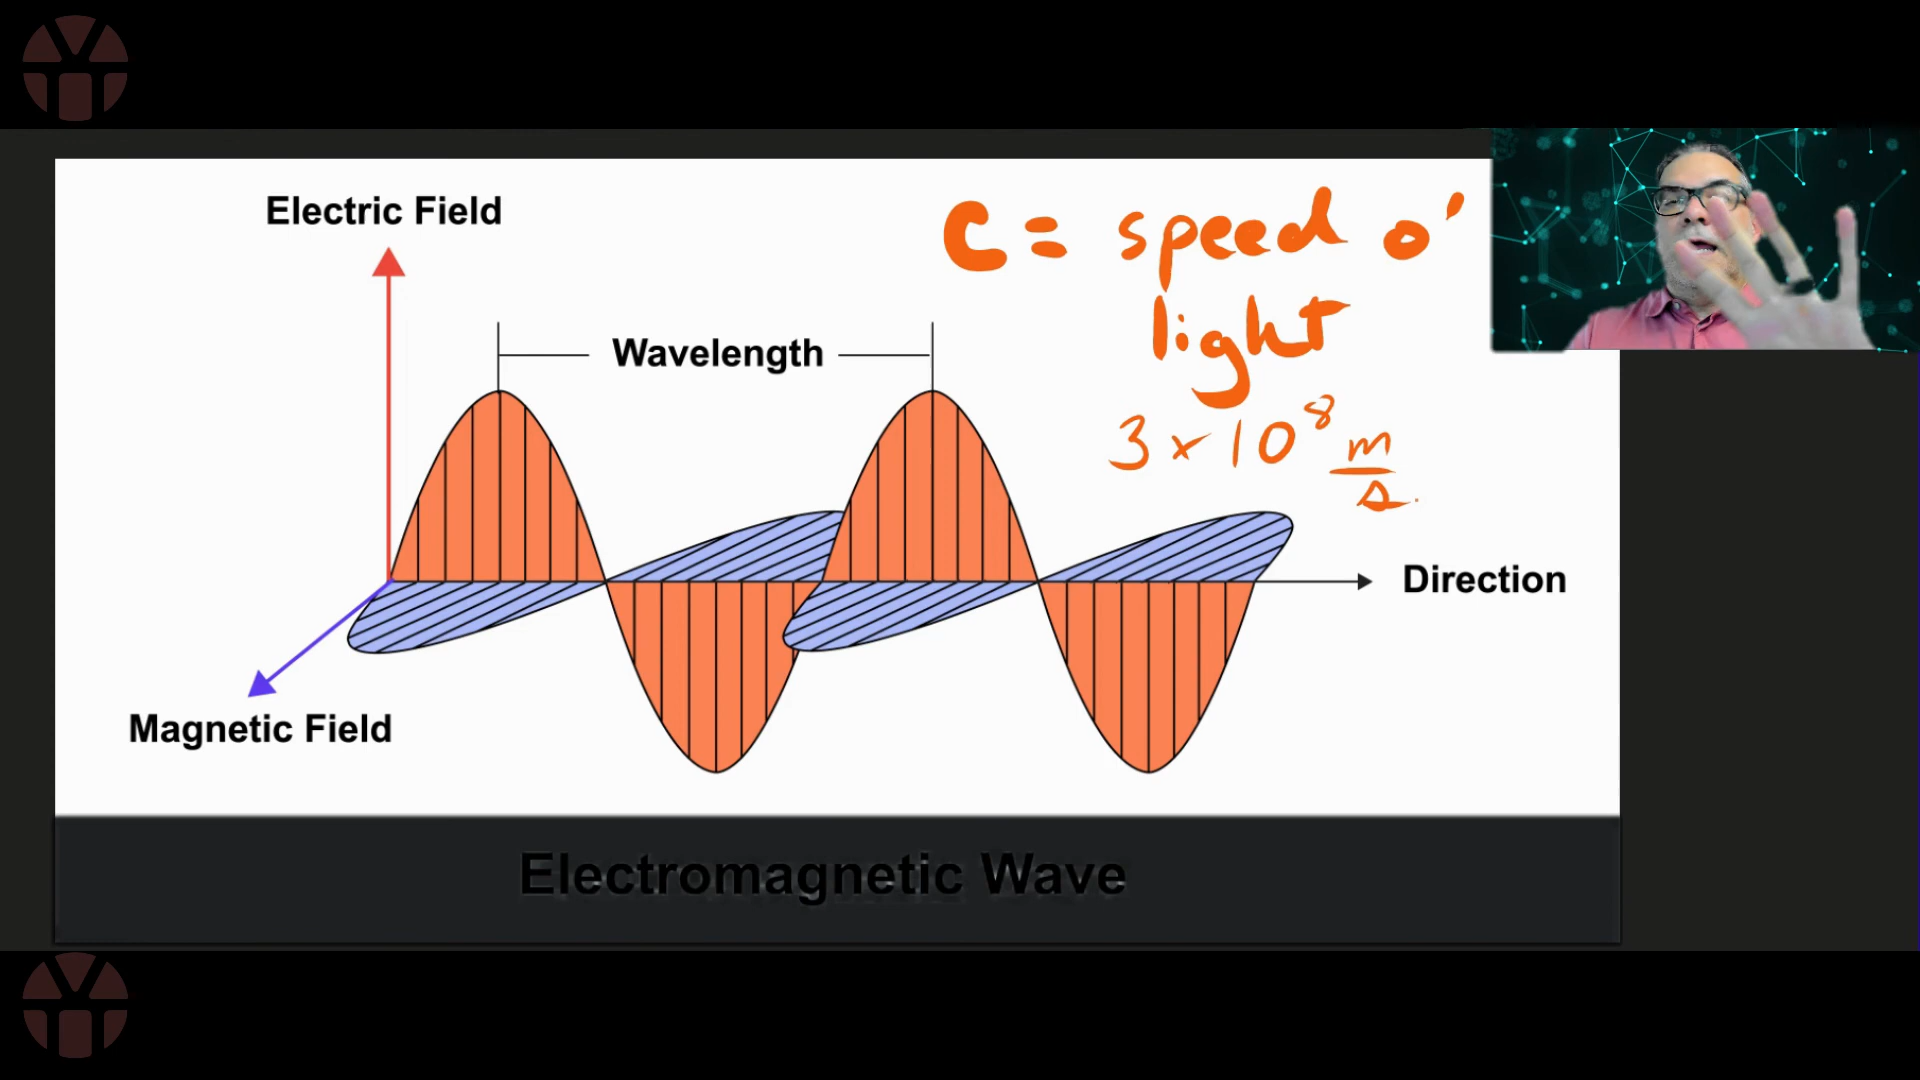 Electric Field
C = speed o'
light
Wavelength
3 × 10⁸ m/s
Direction
Magnetic Field
Electromagnetic Wave